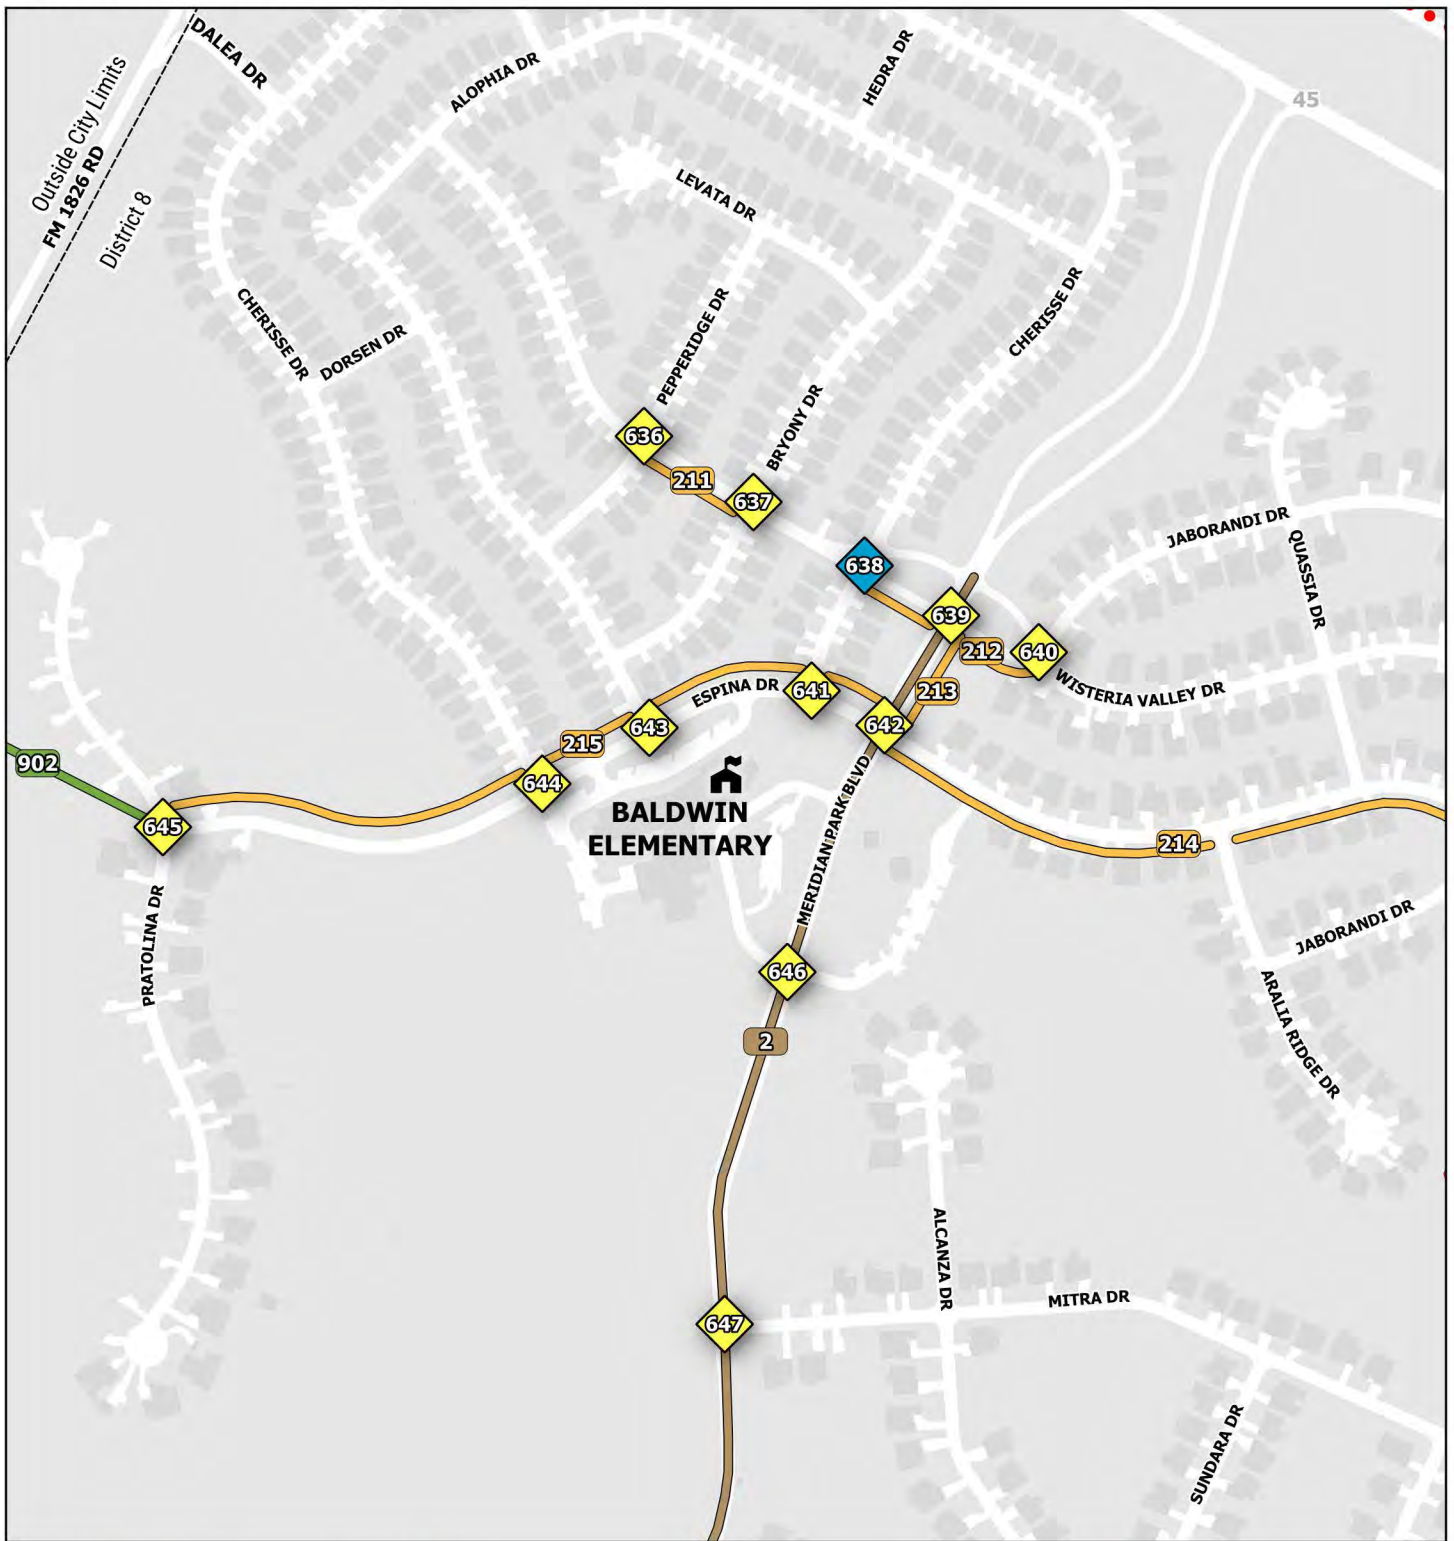 DALEA DR
Outside City Limits
FM 1826 RD
District 8
ALOPHIA DR
HEDRA DR
45
LEVATA DR
CHERISSE DR
DORSEN DR
PEPPERIDGE DR
CHERISSE DR
BRYONY DR
636
211
637
638
639
212
640
JABORANDI DR
QUASSIA DR
WISTERIA VALLEY DR
213
641
ESPINA DR
642
643
215
644
902
645
BALDWIN
ELEMENTARY
MERIDIAN PARK BLVD
214
PRATOLINA DR
JABORANDI DR
646
ARALIA RIDGE DR
2
ALCANZA DR
MITRA DR
647
SUNDARA DR